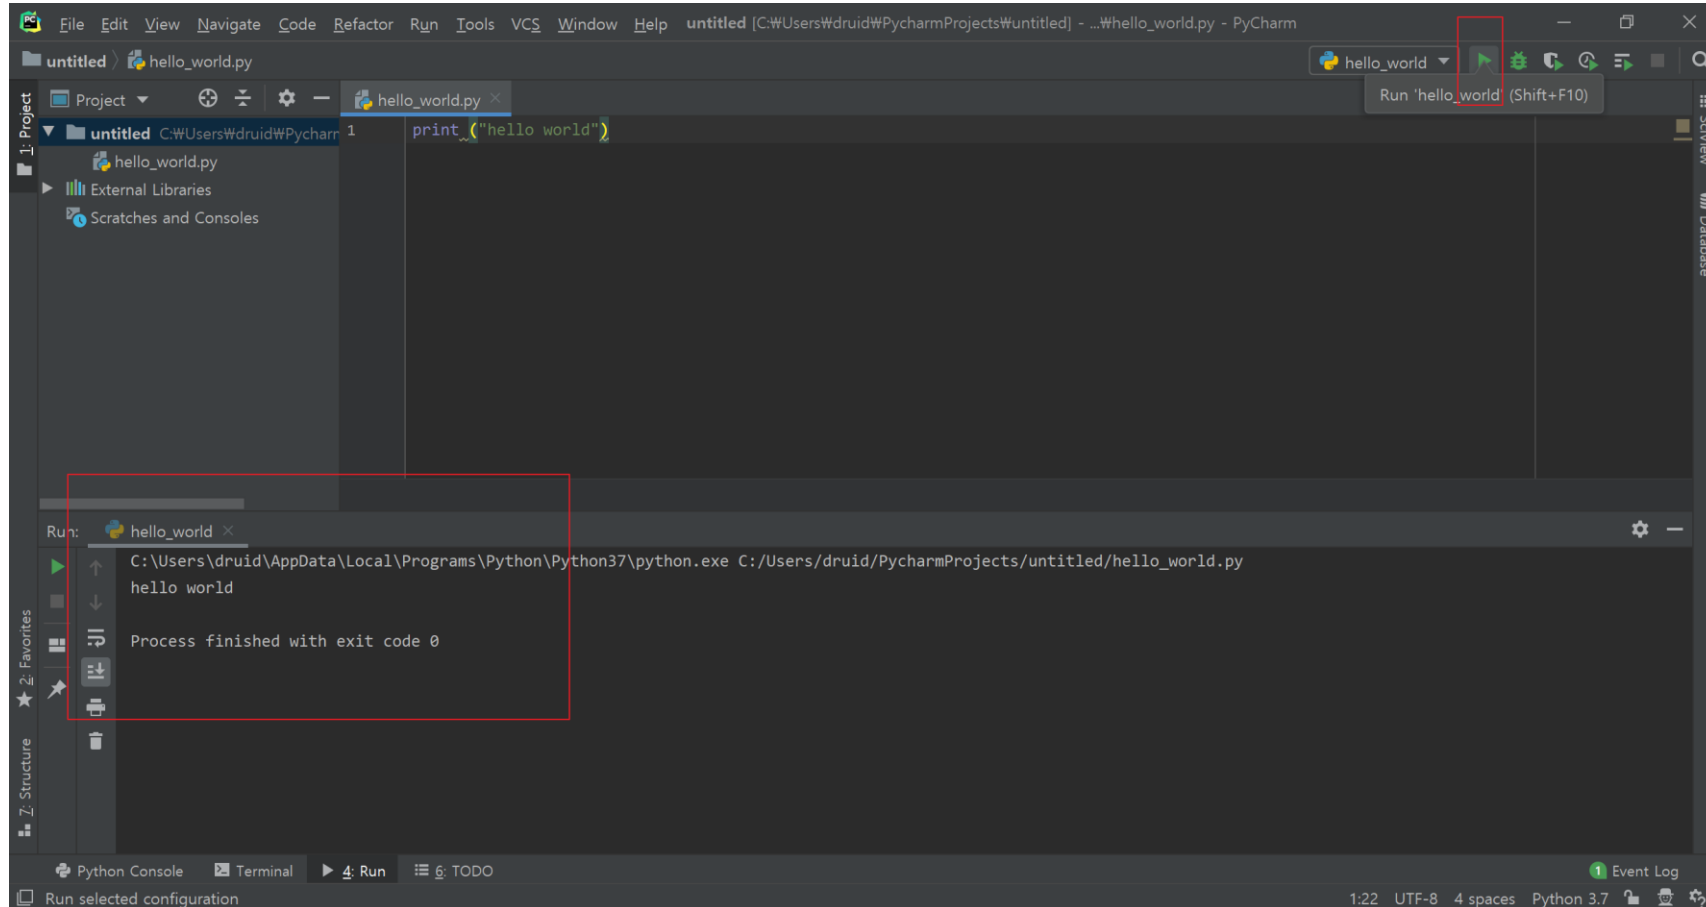 PC File Edit View Navigate Code Refactor Run Tools VCS Window Help untitled [C:₩Users₩druid₩PycharmProjects₩untitled] - ...₩hello_world.py - PyCharm
untitled hello_world.py hello_world
Run 'hello_world' (Shift+F10)
1: Project
Project
hello_world.py
untitled C:₩Users₩druid₩Pycharm
hello_world.py
External Libraries
Scratches and Consoles
1 print ("hello world")
SciView
Database
Run: hello_world
C:\Users\druid\AppData\Local\Programs\Python\Python37\python.exe C:/Users/druid/PycharmProjects/untitled/hello_world.py
hello world
Process finished with exit code 0
2: Favorites
7: Structure
Python Console Terminal 4: Run 6: TODO 1 Event Log
Run selected configuration 1:22 UTF-8 4 spaces Python 3.7